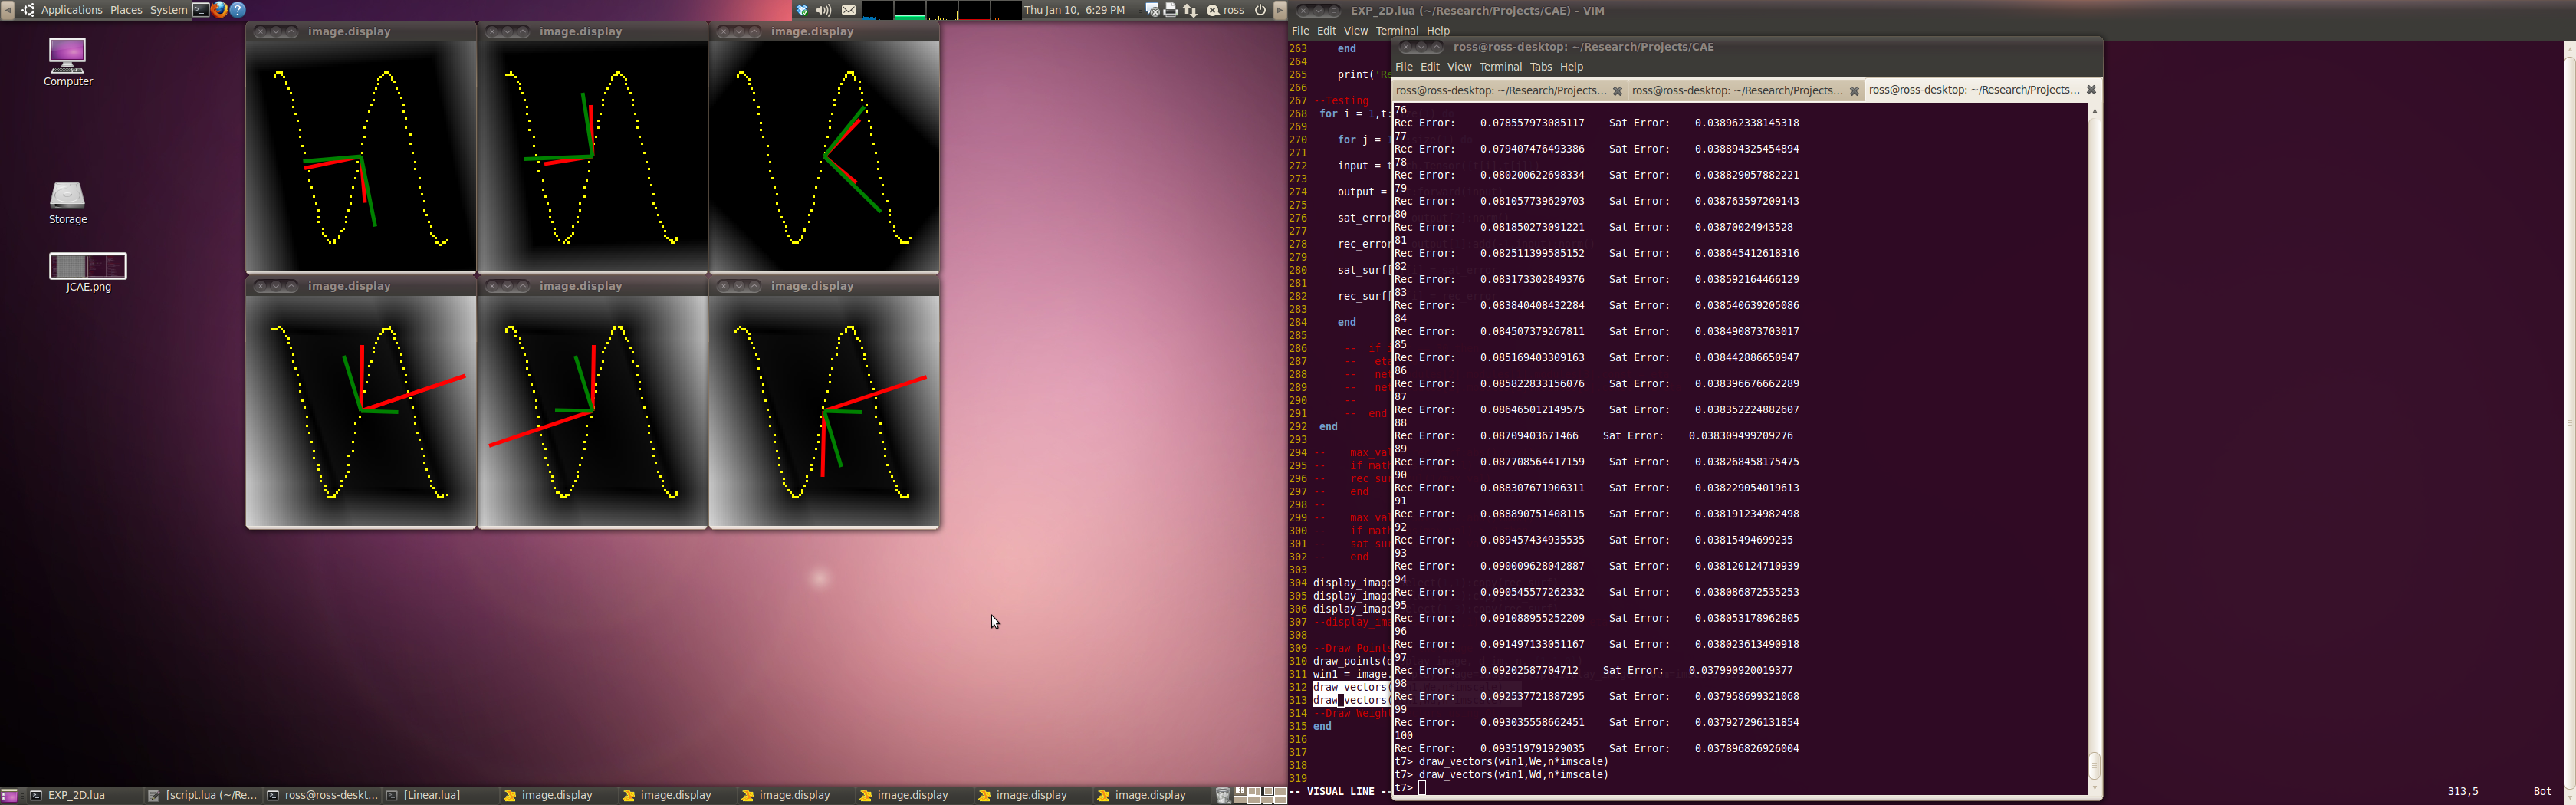 Applications Places System
Thu Jan 10, 6:29 PM
ross
Computer
Storage
JCAE.png
image.display
image.display
image.display
image.display
image.display
image.display
EXP_2D.lua (~/Research/Projects/CAE) - VIM
File Edit View Terminal Help
263 end
264
265 print('Re
266
267 --Testing
268 for i = 1,t
269
270 for j =
271
272 input = t
273
274 output =
275
276 sat_erro
277
278 rec_erro
279
280 sat_surf
281
282 rec_surf
283
284 end
285
286 -- if
287 -- et
288 -- ne
289 -- ne
290 --
291 -- end
292 end
293
294 -- max_va
295 -- if mat
296 -- rec_su
297 -- end
298 --
299 -- max_va
300 -- if mat
301 -- sat_su
302 -- end
303
304 display_image
305 display_image
306 display_image
307 --display_im
308
309 --Draw Point
310 draw_points(
311 win1 = image.
312 draw_vectors(
313 draw_vectors(
314 --Draw Weigh
315 end
316
317
318
319
-- VISUAL LINE --
313,5 Bot
ross@ross-desktop: ~/Research/Projects/CAE
File Edit View Terminal Tabs Help
ross@ross-desktop: ~/Research/Projects...
ross@ross-desktop: ~/Research/Projects...
ross@ross-desktop: ~/Research/Projects...
76
Rec Error: 0.078557973085117 Sat Error: 0.038962338145318
77
Rec Error: 0.079407476493386 Sat Error: 0.038894325454894
78
Rec Error: 0.080200622698334 Sat Error: 0.038829057882221
79
Rec Error: 0.081057739629703 Sat Error: 0.038763597209143
80
Rec Error: 0.081850273091221 Sat Error: 0.03870024943528
81
Rec Error: 0.082511399585152 Sat Error: 0.038645412618316
82
Rec Error: 0.083173302849376 Sat Error: 0.038592164466129
83
Rec Error: 0.083840408432284 Sat Error: 0.038540639205086
84
Rec Error: 0.084507379267811 Sat Error: 0.038490873703017
85
Rec Error: 0.085169403309163 Sat Error: 0.038442886650947
86
Rec Error: 0.085822833156076 Sat Error: 0.038396676662289
87
Rec Error: 0.086465012149575 Sat Error: 0.038352224882607
88
Rec Error: 0.08709403671466 Sat Error: 0.038309499209276
89
Rec Error: 0.087708564417159 Sat Error: 0.038268458175475
90
Rec Error: 0.088307671906311 Sat Error: 0.038229054019613
91
Rec Error: 0.088890751408115 Sat Error: 0.038191234982498
92
Rec Error: 0.089457434935535 Sat Error: 0.03815494699235
93
Rec Error: 0.090009628042887 Sat Error: 0.038120124710939
94
Rec Error: 0.090545577262332 Sat Error: 0.038086872535253
95
Rec Error: 0.091088955252209 Sat Error: 0.038053178962805
96
Rec Error: 0.091497133051167 Sat Error: 0.038023613490918
97
Rec Error: 0.09202587704712 Sat Error: 0.037990920019377
98
Rec Error: 0.092537721887295 Sat Error: 0.037958699321068
99
Rec Error: 0.093035558662451 Sat Error: 0.037927296131854
100
Rec Error: 0.093519791929035 Sat Error: 0.037896826926004
t7> draw_vectors(win1,We,n*imscale)
t7> draw_vectors(win1,Wd,n*imscale)
t7>
EXP_2D.lua
[script.lua (~/Re...
ross@ross-deskt...
[Linear.lua]
image.display
image.display
image.display
image.display
image.display
image.display